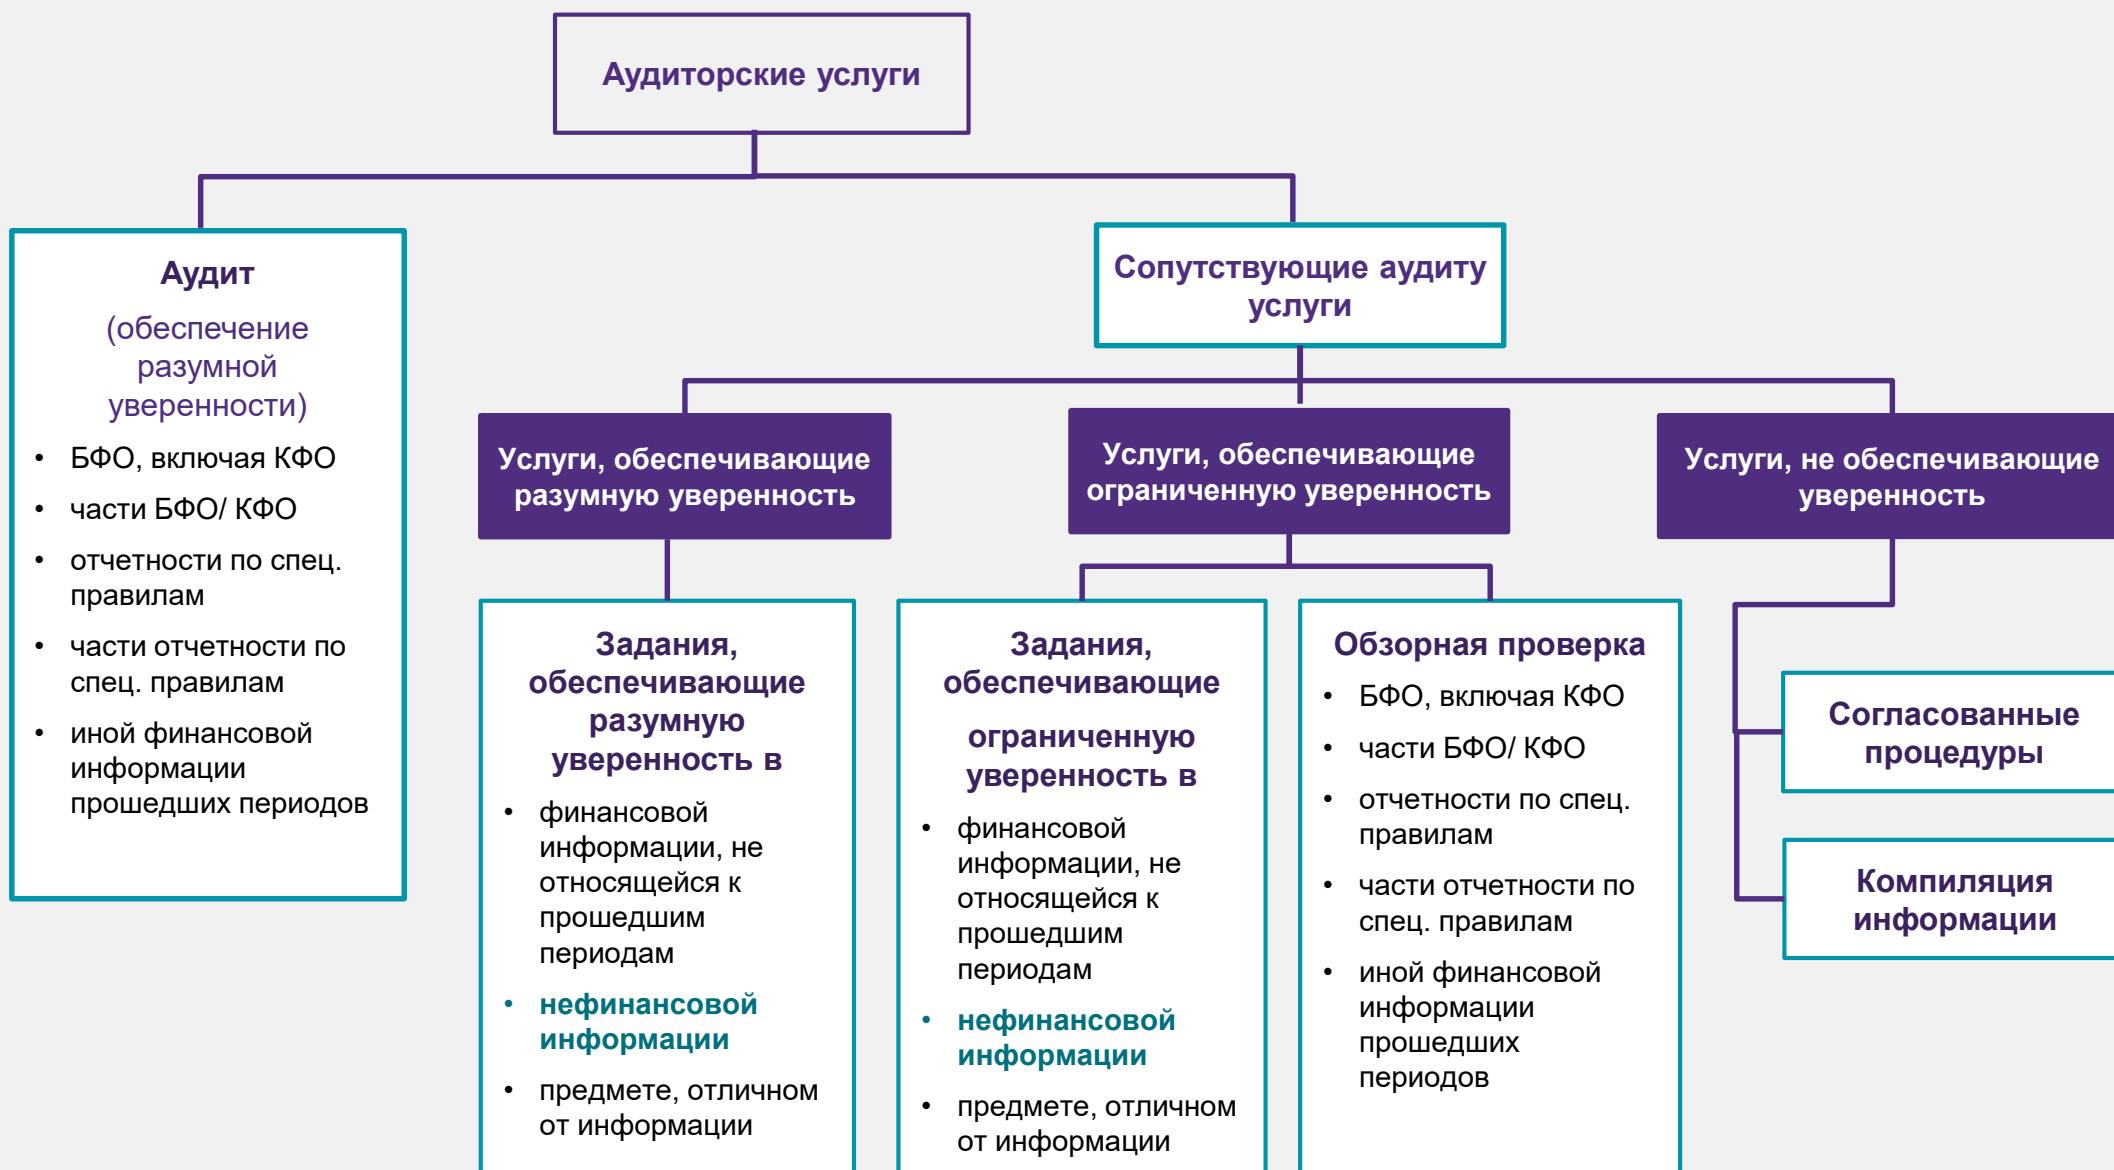 Аудиторские услуги
Аудит
(обеспечение
разумной
уверенности)
• БФО, включая КФО
• части БФО/ КФО
• отчетности по спец.
правилам
• части отчетности по
спец. правилам
• иной финансовой
информации
прошедших периодов
Сопутствующие аудиту
услуги
Услуги, обеспечивающие
разумную уверенность
Услуги, обеспечивающие
ограниченную уверенность
Услуги, не обеспечивающие
уверенность
Задания,
обеспечивающие
разумную
уверенность в
• финансовой
информации, не
относящейся к
прошедшим
периодам
• нефинансовой
информации
• предмете, отличном
от информации
Задания,
обеспечивающие
ограниченную
уверенность в
• финансовой
информации, не
относящейся к
прошедшим
периодам
• нефинансовой
информации
• предмете, отличном
от информации
Обзорная проверка
• БФО, включая КФО
• части БФО/ КФО
• отчетности по спец.
правилам
• части отчетности по
спец. правилам
• иной финансовой
информации
прошедших
периодов
Согласованные
процедуры
Компиляция
информации